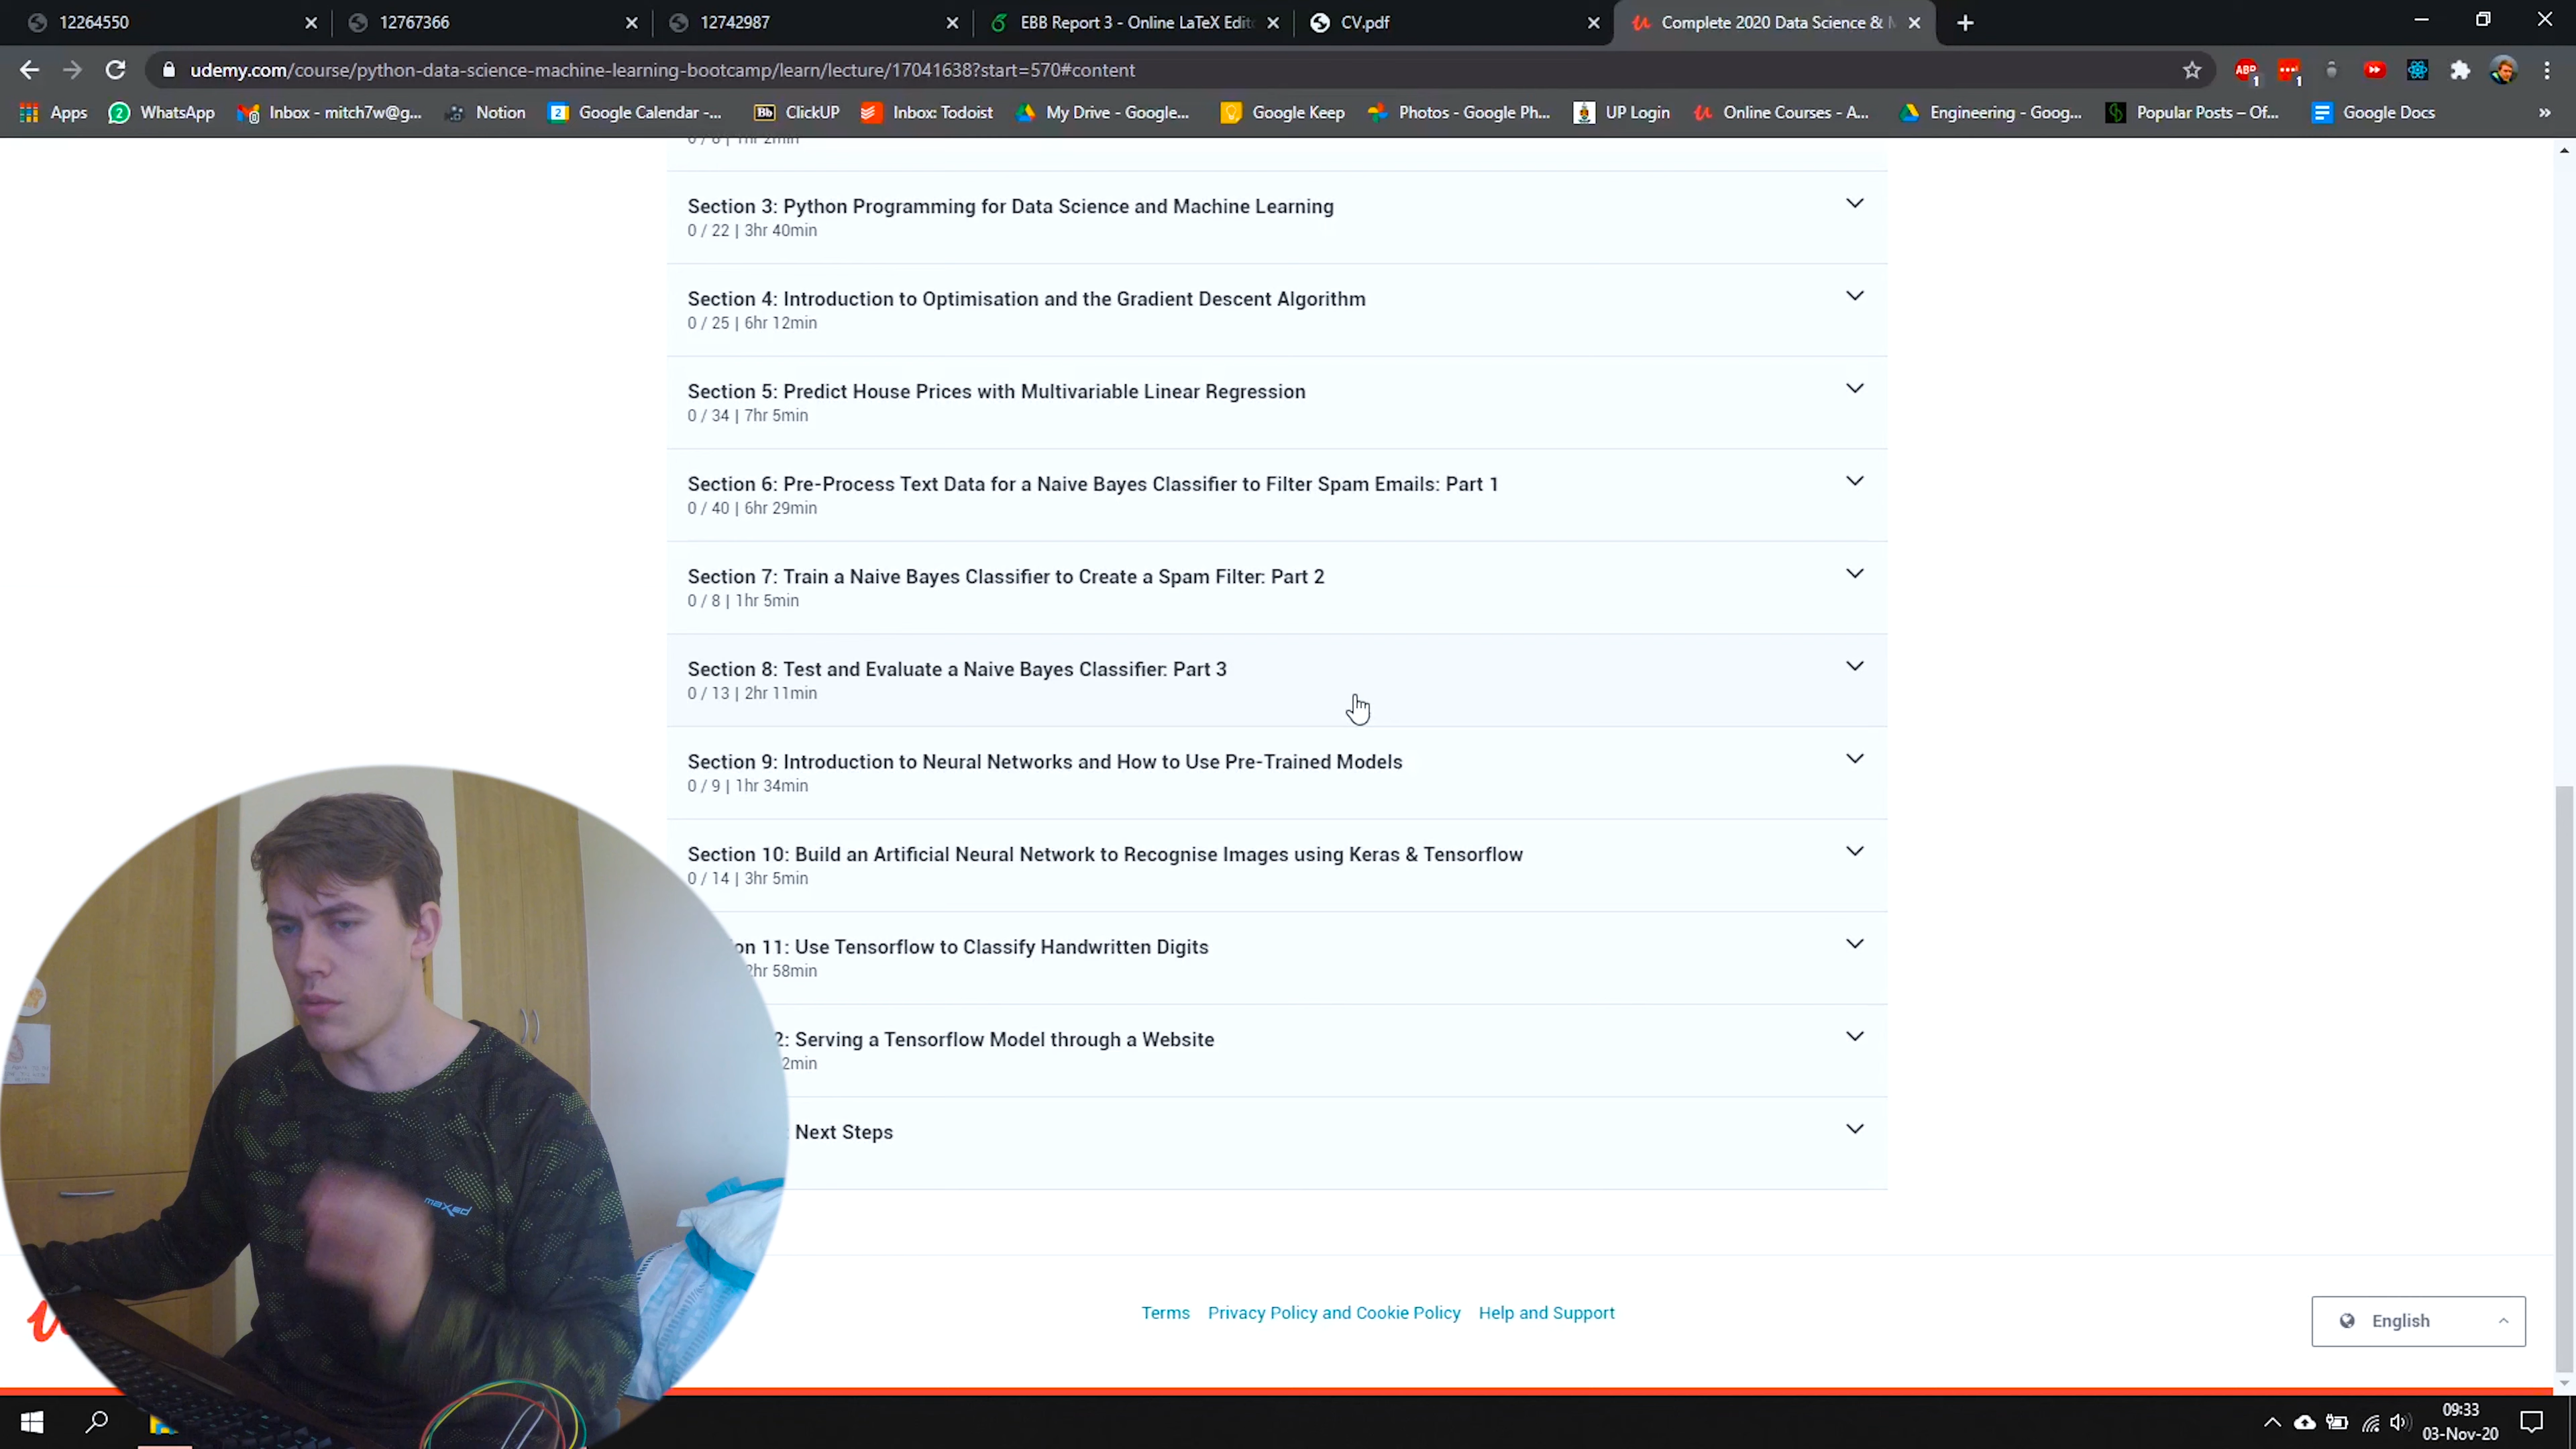 12264550
12767366
12742987
EBB Report 3 - Online LaTeX Edit
CV.pdf
Complete 2020 Data Science & M
udemy.com/course/python-data-science-machine-learning-bootcamp/learn/lecture/17041638?start=570#content
ABP
1
1
Apps
2
WhatsApp
Inbox - mitch7w@g...
Notion
2
Google Calendar -...
Bb
ClickUP
Inbox: Todoist
My Drive - Google...
Google Keep
Photos - Google Ph...
UP Login
Online Courses - A...
Engineering - Goog...
Popular Posts – Of...
Google Docs
Section 3: Python Programming for Data Science and Machine Learning
0 / 22 | 3hr 40min
Section 4: Introduction to Optimisation and the Gradient Descent Algorithm
0 / 25 | 6hr 12min
Section 5: Predict House Prices with Multivariable Linear Regression
0 / 34 | 7hr 5min
Section 6: Pre-Process Text Data for a Naive Bayes Classifier to Filter Spam Emails: Part 1
0 / 40 | 6hr 29min
Section 7: Train a Naive Bayes Classifier to Create a Spam Filter: Part 2
0 / 8 | 1hr 5min
Section 8: Test and Evaluate a Naive Bayes Classifier: Part 3
0 / 13 | 2hr 11min
Section 9: Introduction to Neural Networks and How to Use Pre-Trained Models
0 / 9 | 1hr 34min
Section 10: Build an Artificial Neural Network to Recognise Images using Keras & Tensorflow
0 / 14 | 3hr 5min
on 11: Use Tensorflow to Classify Handwritten Digits
2hr 58min
2: Serving a Tensorflow Model through a Website
2min
: Next Steps
maxed
Terms
Privacy Policy and Cookie Policy
Help and Support
English
09:33
03-Nov-20